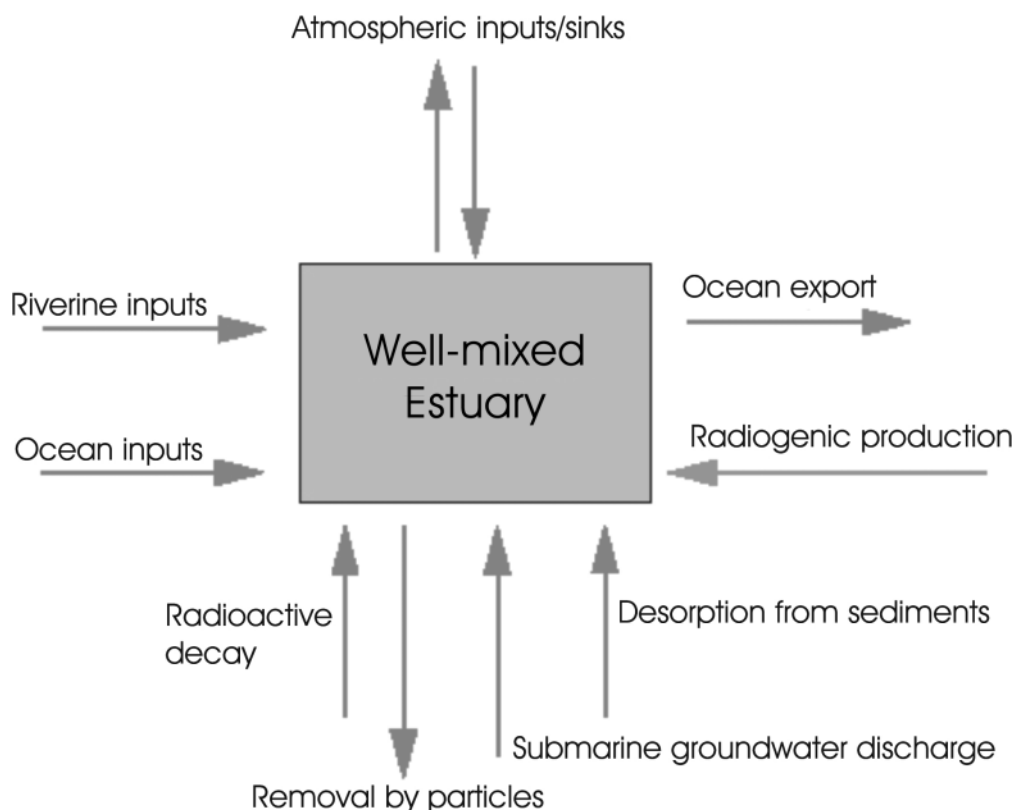 Atmospheric inputs/sinks
Riverine inputs
Ocean export
Well-mixed
Estuary
Ocean inputs
Radiogenic production
Radioactive
decay
Desorption from sediments
Submarine groundwater discharge
Removal by particles